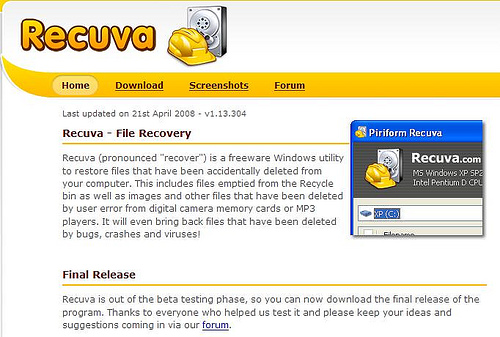 Recuva
Home Download Screenshots Forum
Last updated on 21st April 2008 - v1.13.304
Recuva - File Recovery
Recuva (pronounced "recover") is a freeware Windows utility
to restore files that have been accidentally deleted from
your computer. This includes files emptied from the Recycle
bin as well as images and other files that have been deleted
by user error from digital camera memory cards or MP3
players. It will even bring back files that have been deleted
by bugs, crashes and viruses!
Piriform Recuva
Recuva.com
MS Windows XP SP2
Intel Pentium D CPU
XP (C:)
Filename
Final Release
Recuva is out of the beta testing phase, so you can now download the final release of the
program. Thanks to everyone who helped us test it and please keep your ideas and
suggestions coming in via our forum.